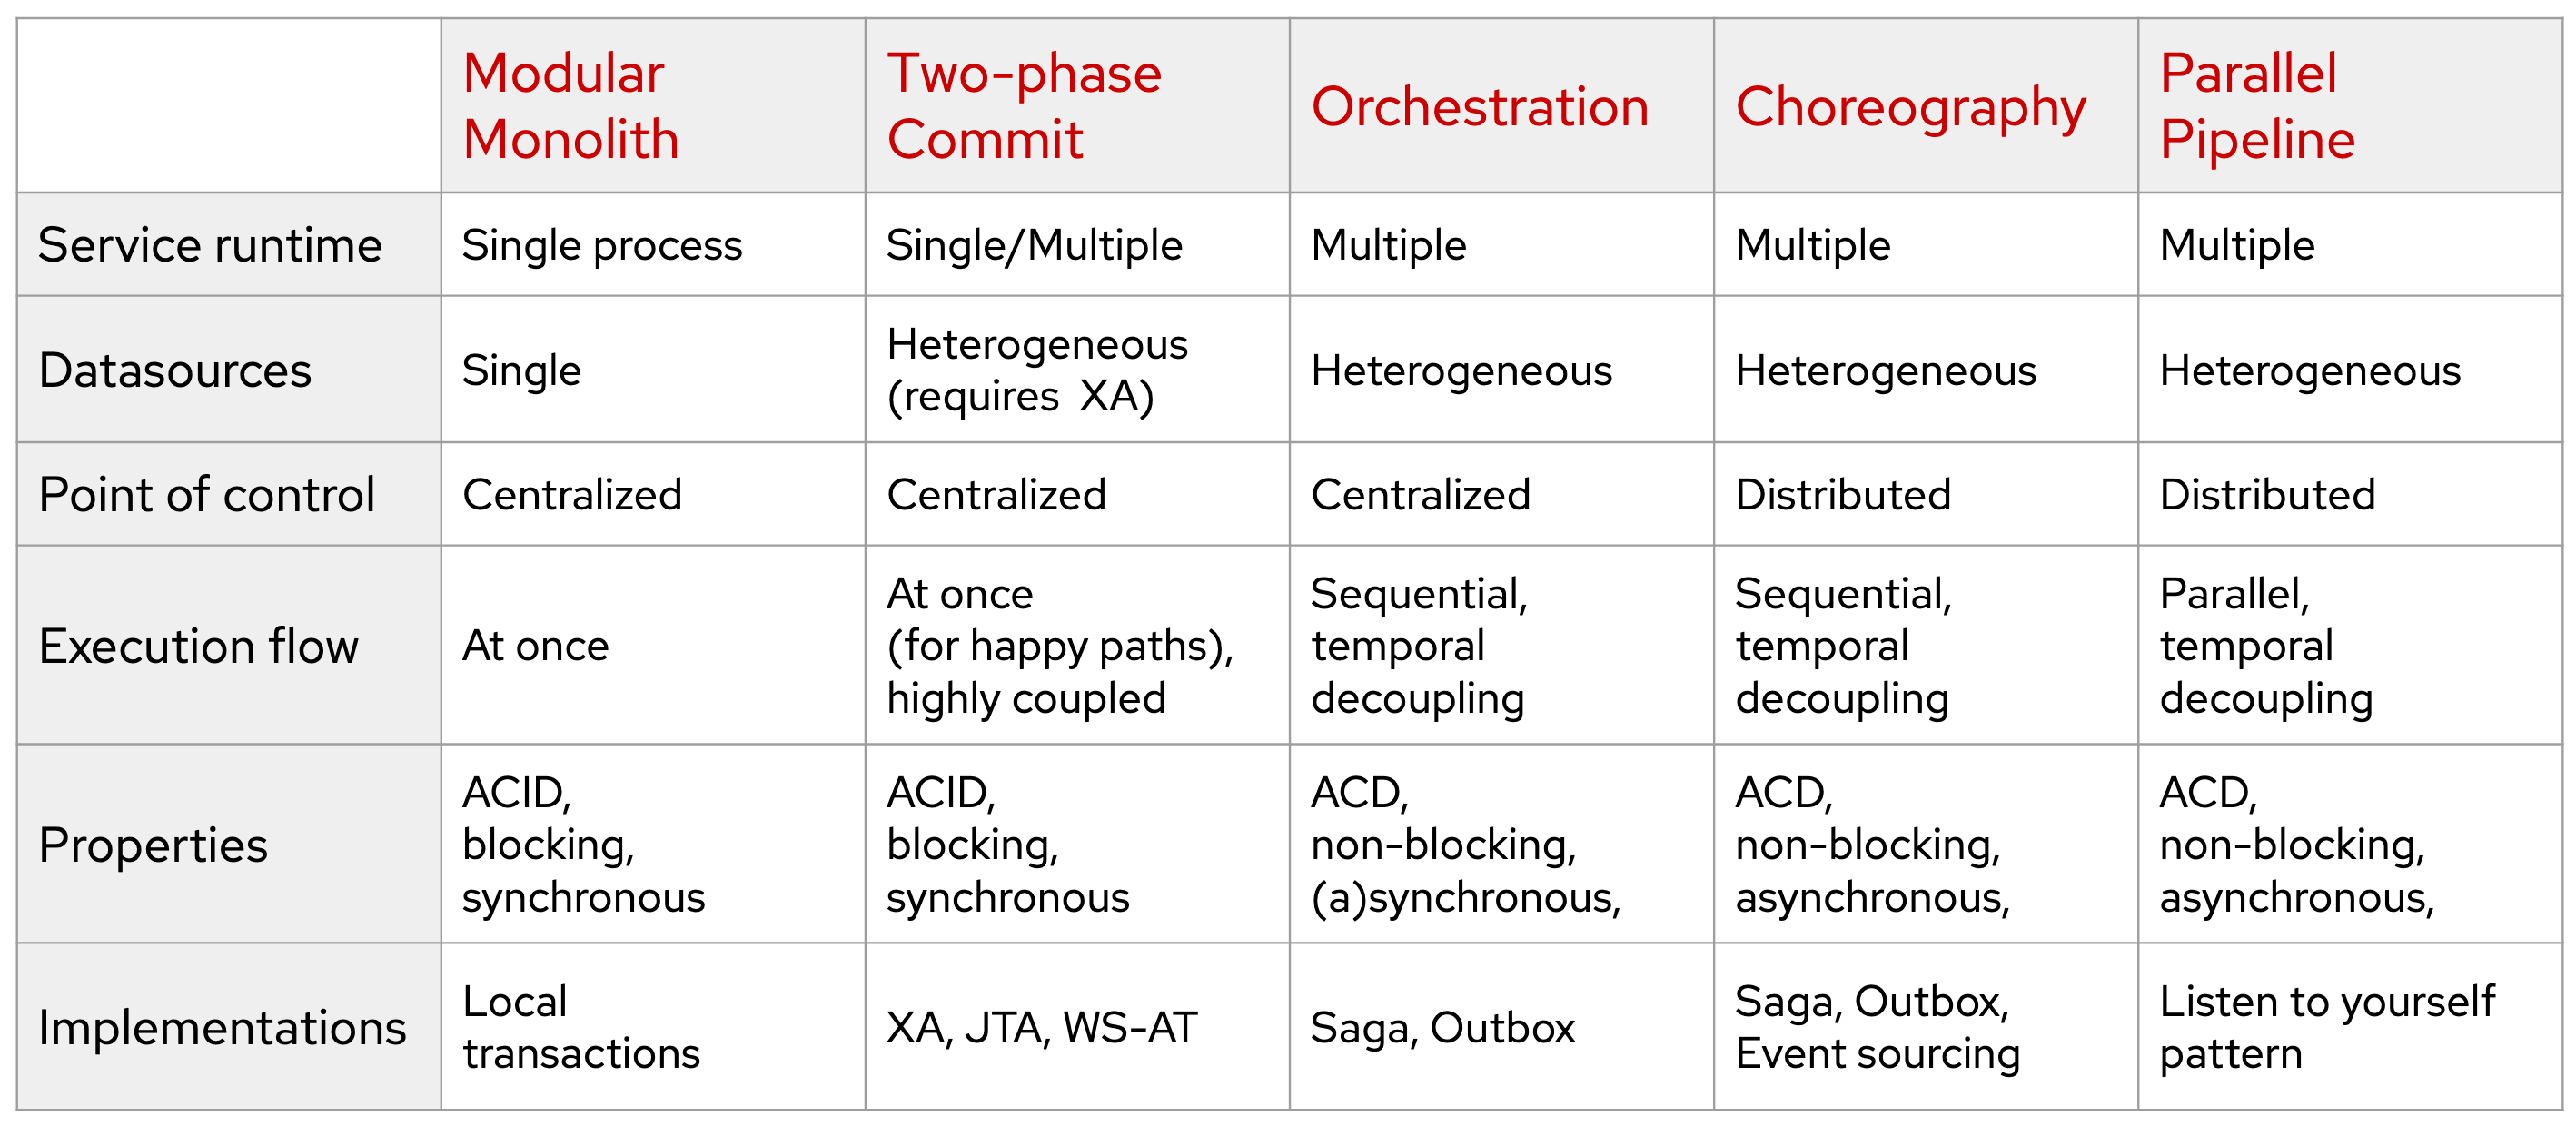 Modular
Monolith
Two-phase
Commit
Orchestration
Choreography
Parallel
Pipeline
Service runtime
Single process
Single/Multiple
Multiple
Multiple
Multiple
Datasources
Single
Heterogeneous
(requires  XA)
Heterogeneous
Heterogeneous
Heterogeneous
Point of control
Centralized
Centralized
Centralized
Distributed
Distributed
Execution flow
At once
At once
(for happy paths),
highly coupled
Sequential,
temporal
decoupling
Sequential,
temporal
decoupling
Parallel,
temporal
decoupling
Properties
ACID,
blocking,
synchronous
ACID,
blocking,
synchronous
ACD,
non-blocking,
(a)synchronous,
ACD,
non-blocking,
asynchronous,
ACD,
non-blocking,
asynchronous,
Implementations
Local
transactions
XA, JTA, WS-AT
Saga, Outbox
Saga, Outbox,
Event sourcing
Listen to yourself
pattern